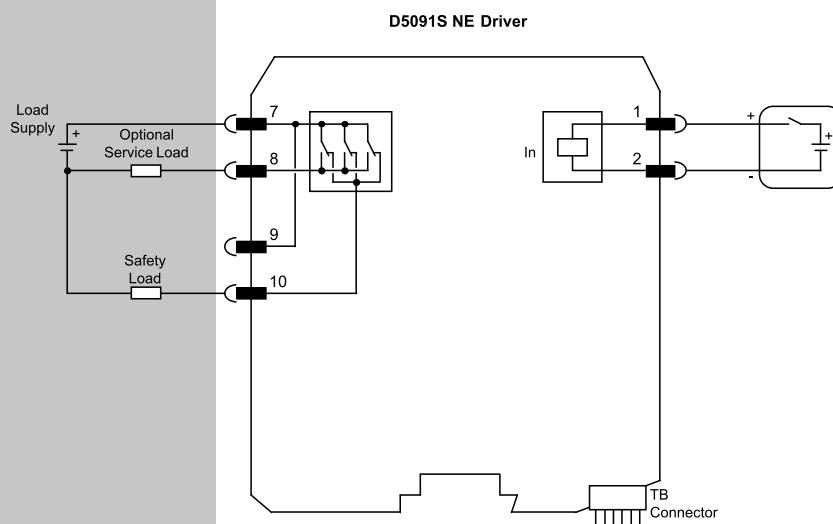 D5091S NE Driver
Load
Supply
+
Optional
Service Load
7
8
9
10
Safety
Load
In
1
2
+
-
+
TB
Connector